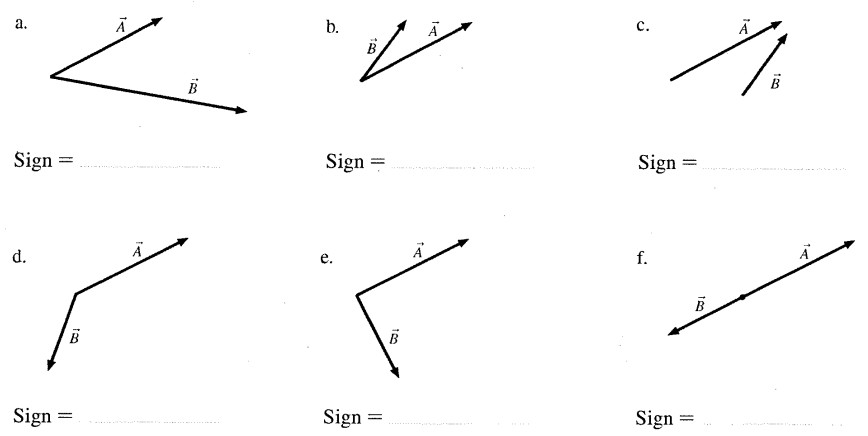 a. A⃗ B⃗
b. B⃗ A⃗
c. A⃗ B⃗
Sign =
Sign =
Sign =
d. A⃗ B⃗
e. A⃗ B⃗
f. A⃗ B⃗
Sign =
Sign =
Sign =